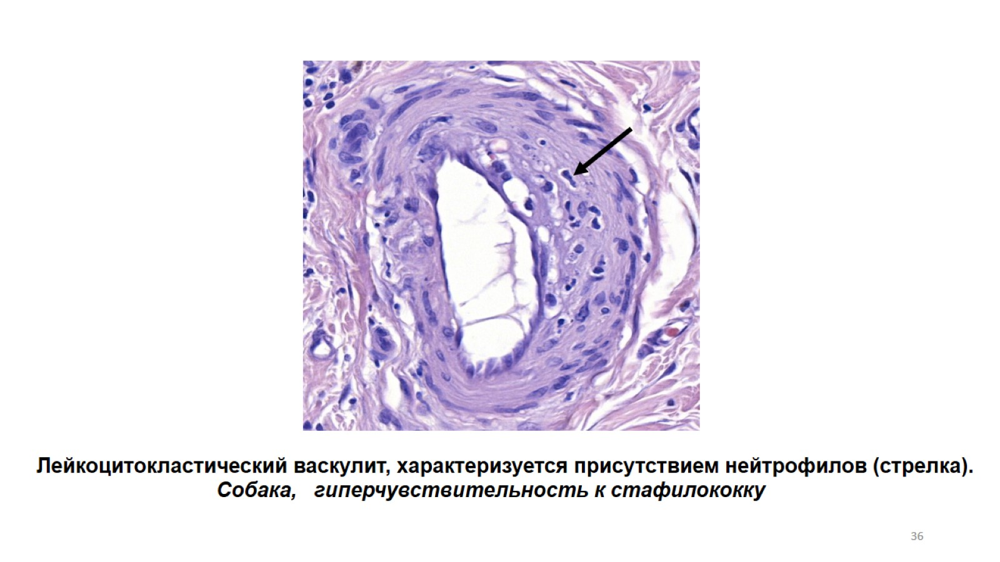 Лейкоцитокластический васкулит, характеризуется присутствием нейтрофилов (стрелка).
Собака, гиперчувствительность к стафилококку
36